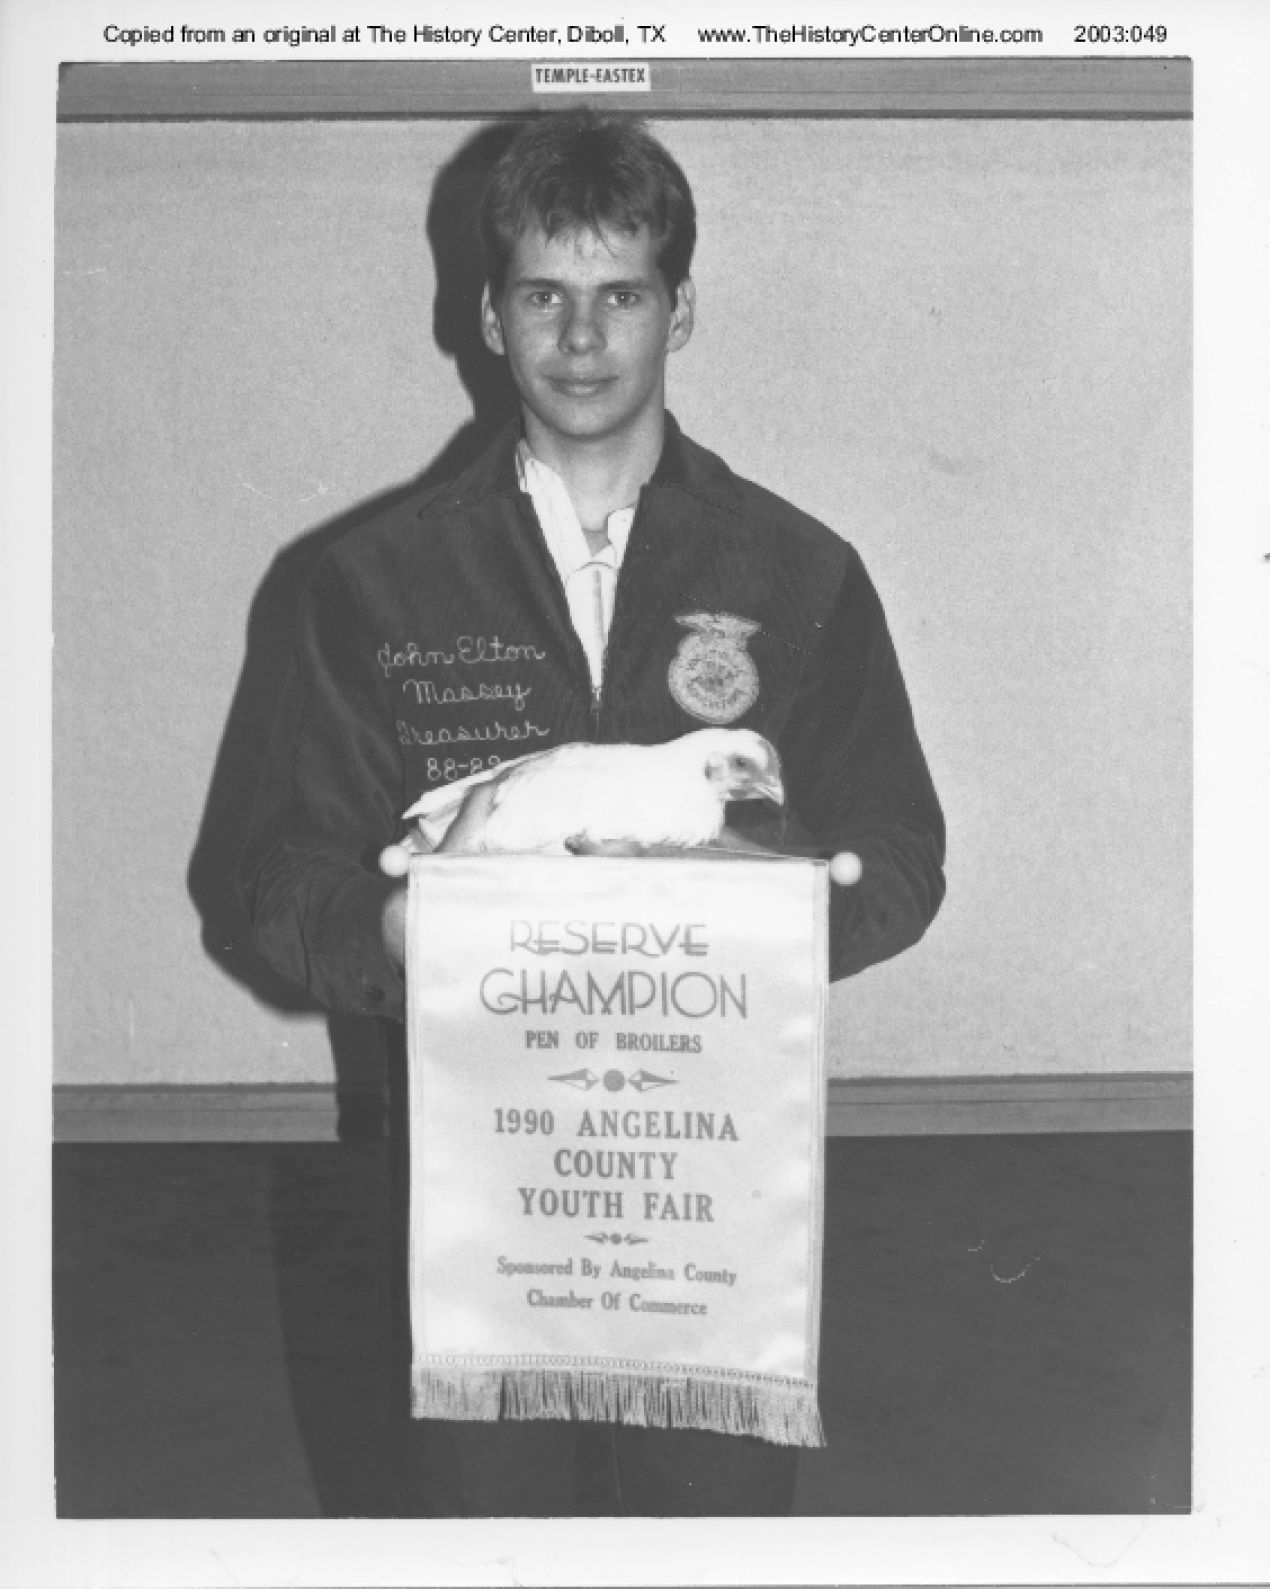 Copied from an original at The History Center, Diboll, TX www.TheHistoryCenterOnline.com 2003:049
TEMPLE-EASTEX
John Elton
Massey
Treasurer
88-89
RESERVE
CHAMPION
PEN OF BROILERS
1990 ANGELINA
COUNTY
YOUTH FAIR
Sponsored By Angelina County
Chamber Of Commerce